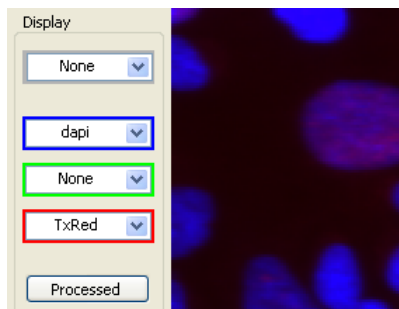 Display
None
dapi
None
TxRed
Processed